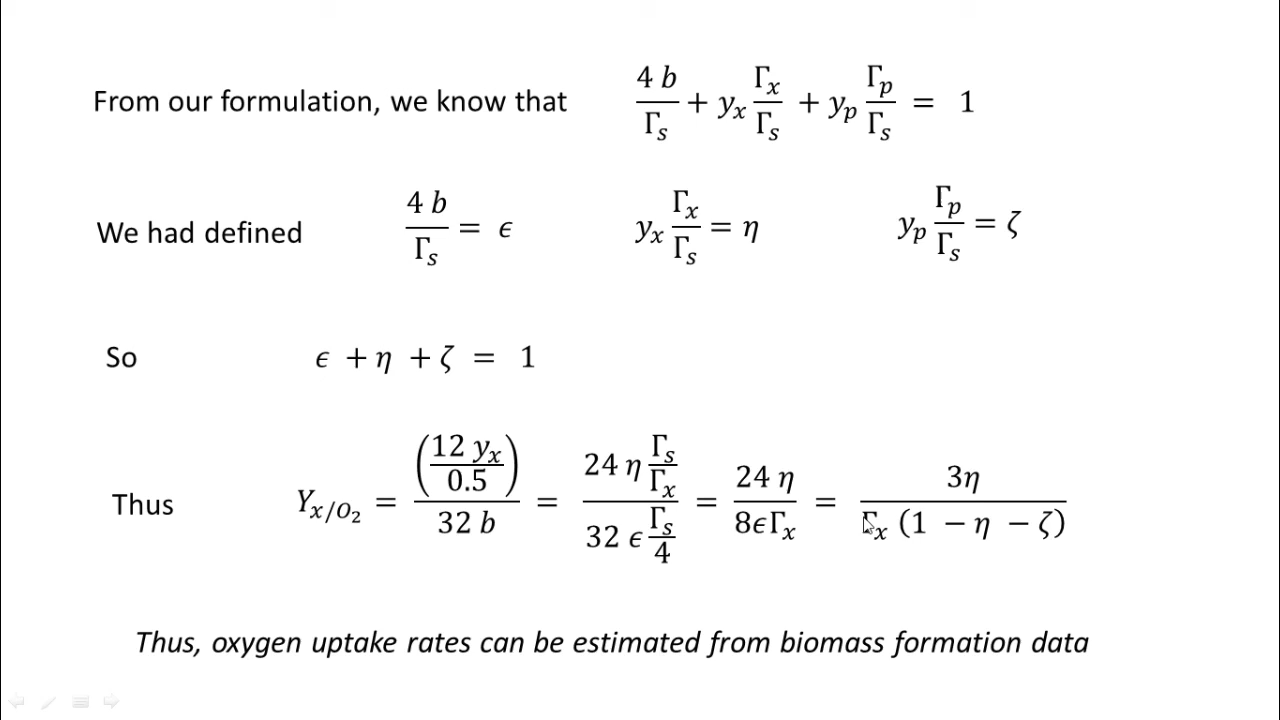 From our formulation, we know that 4 b/Γₛ + yₓ Γₓ/Γₛ + yₚ Γₚ/Γₛ = 1
We had defined 4 b/Γₛ = ϵ yₓ Γₓ/Γₛ = η yₚ Γₚ/Γₛ = ζ
So ϵ + η + ζ = 1
Thus Y_{x/O₂} = (12 yₓ/0.5)/(32 b) = (24 η Γₛ/Γₓ)/(32 ϵ Γₛ/4) = 24 η/(8ϵΓₓ) = 3η/(Γₓ (1 − η − ζ))
Thus, oxygen uptake rates can be estimated from biomass formation data